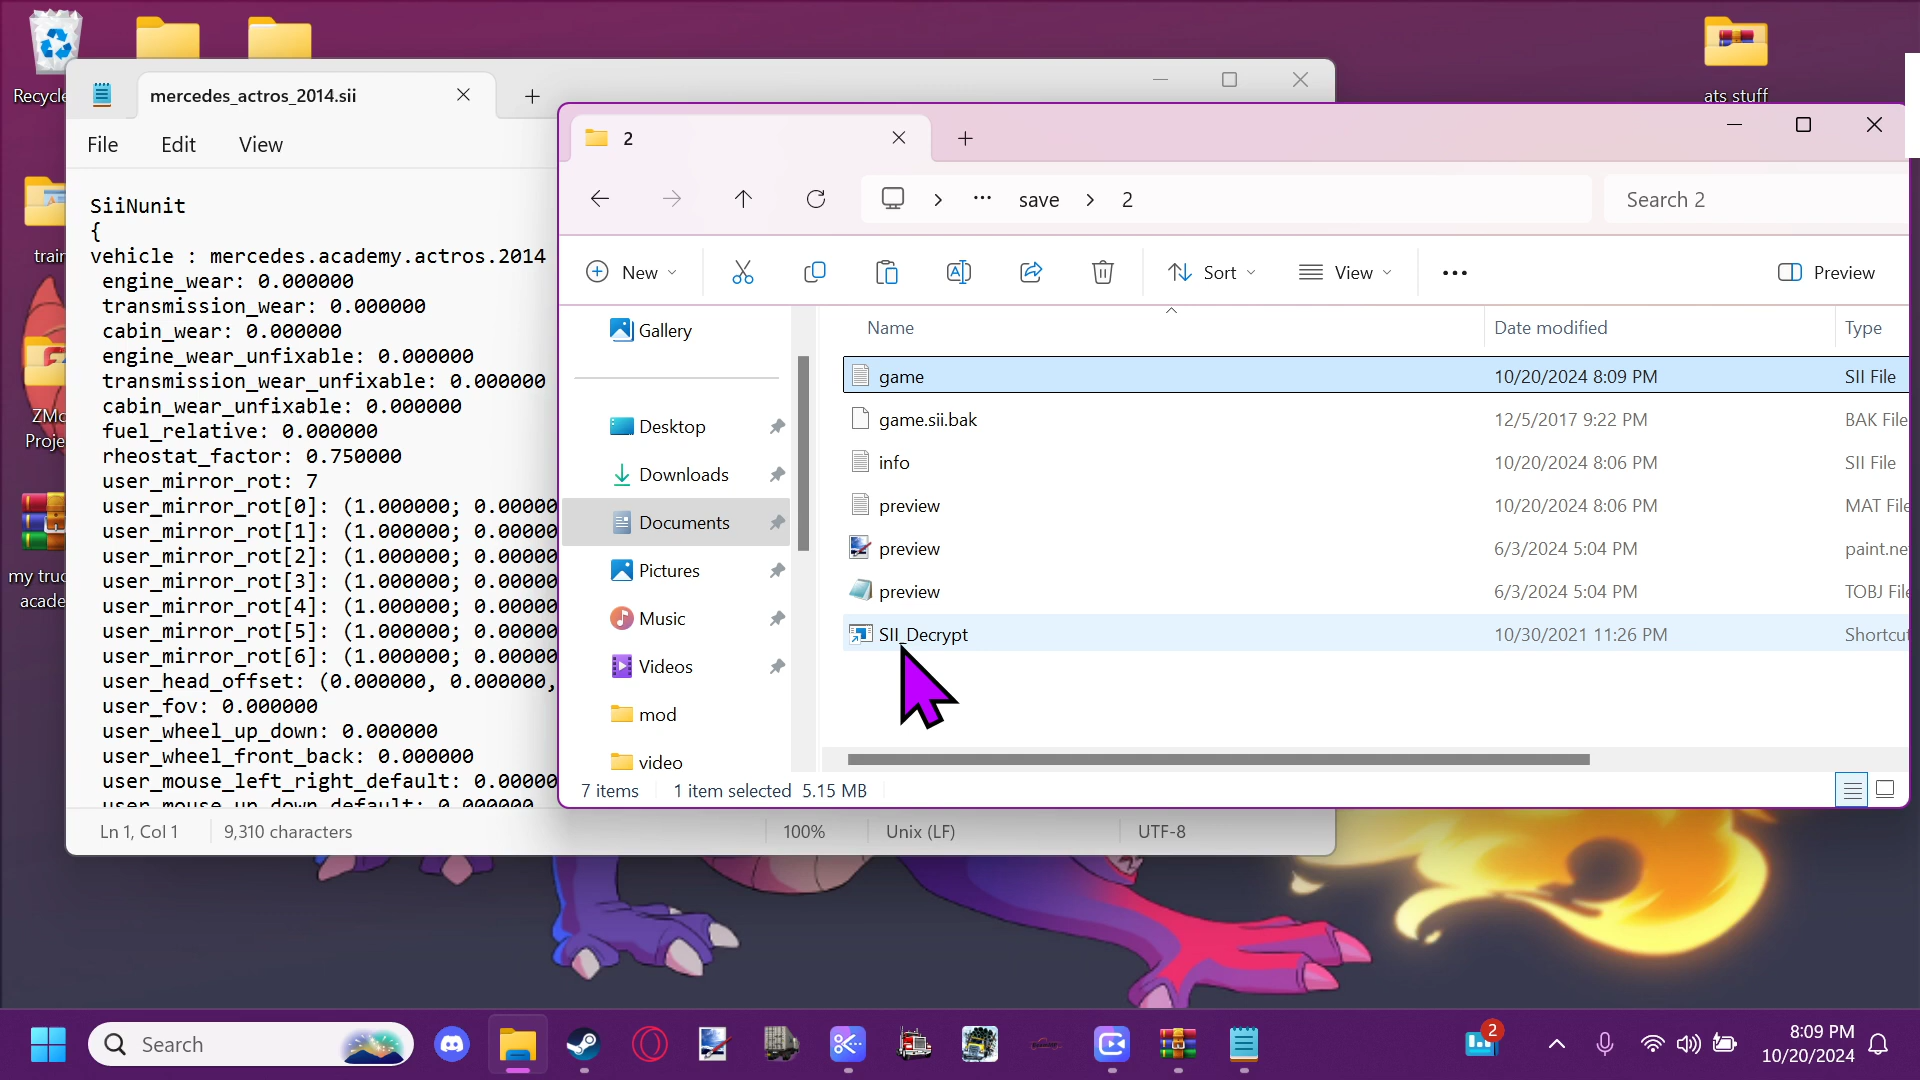 Recycle
ats stuff
train
ZMo
Proje
my truc
acade
mercedes_actros_2014.sii
File
Edit
View
SiiNunit
{
vehicle : mercedes.academy.actros.2014
engine_wear: 0.000000
transmission_wear: 0.000000
cabin_wear: 0.000000
engine_wear_unfixable: 0.000000
transmission_wear_unfixable: 0.000000
cabin_wear_unfixable: 0.000000
fuel_relative: 0.000000
rheostat_factor: 0.750000
user_mirror_rot: 7
user_mirror_rot[0]: (1.000000; 0.00000
user_mirror_rot[1]: (1.000000; 0.00000
user_mirror_rot[2]: (1.000000; 0.00000
user_mirror_rot[3]: (1.000000; 0.00000
user_mirror_rot[4]: (1.000000; 0.00000
user_mirror_rot[5]: (1.000000; 0.00000
user_mirror_rot[6]: (1.000000; 0.00000
user_head_offset: (0.000000, 0.000000,
user_fov: 0.000000
user_wheel_up_down: 0.000000
user_wheel_front_back: 0.000000
user_mouse_left_right_default: 0.00000
user_mouse_up_down_default: 0.000000
Ln 1, Col 1
9,310 characters
100%
Unix (LF)
UTF-8
2
save > 2
Search 2
New
Sort
View
Preview
Gallery
Desktop
Downloads
Documents
Pictures
Music
Videos
mod
video
Name Date modified Type
game 10/20/2024 8:09 PM SII File
game.sii.bak 12/5/2017 9:22 PM BAK File
info 10/20/2024 8:06 PM SII File
preview 10/20/2024 8:06 PM MAT File
preview 6/3/2024 5:04 PM paint.ne
preview 6/3/2024 5:04 PM TOBJ File
SII_Decrypt 10/30/2021 11:26 PM Shortcut
7 items
1 item selected 5.15 MB
Search
2
8:09 PM
10/20/2024